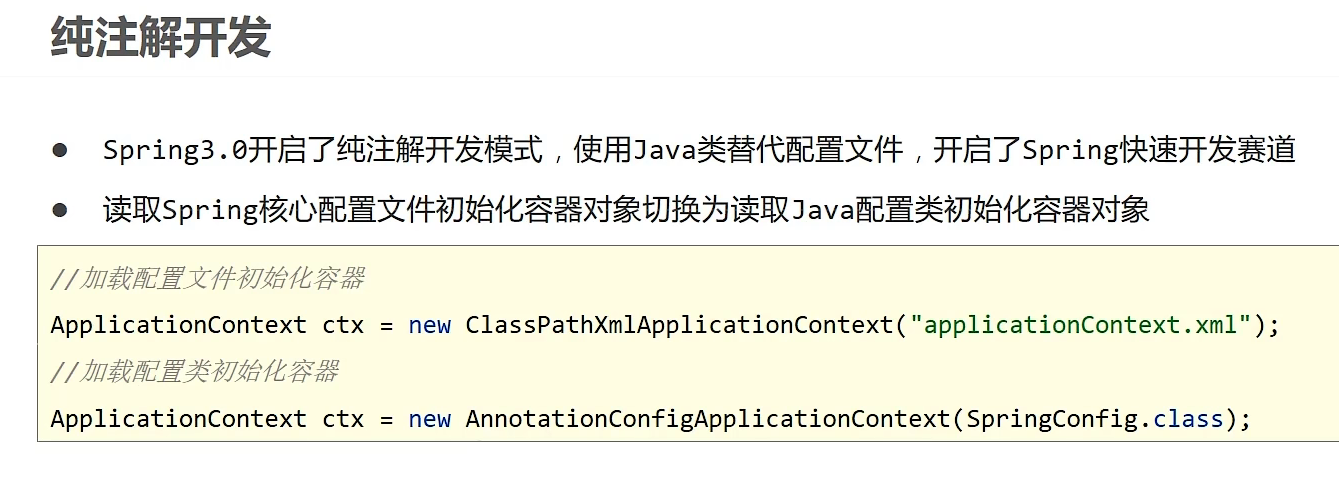 纯注解开发
● Spring3.0开启了纯注解开发模式，使用Java类替代配置文件，开启了Spring快速开发赛道
● 读取Spring核心配置文件初始化容器对象切换为读取Java配置类初始化容器对象
//加载配置文件初始化容器
ApplicationContext ctx = new ClassPathXmlApplicationContext("applicationContext.xml");
//加载配置类初始化容器
ApplicationContext ctx = new AnnotationConfigApplicationContext(SpringConfig.class);